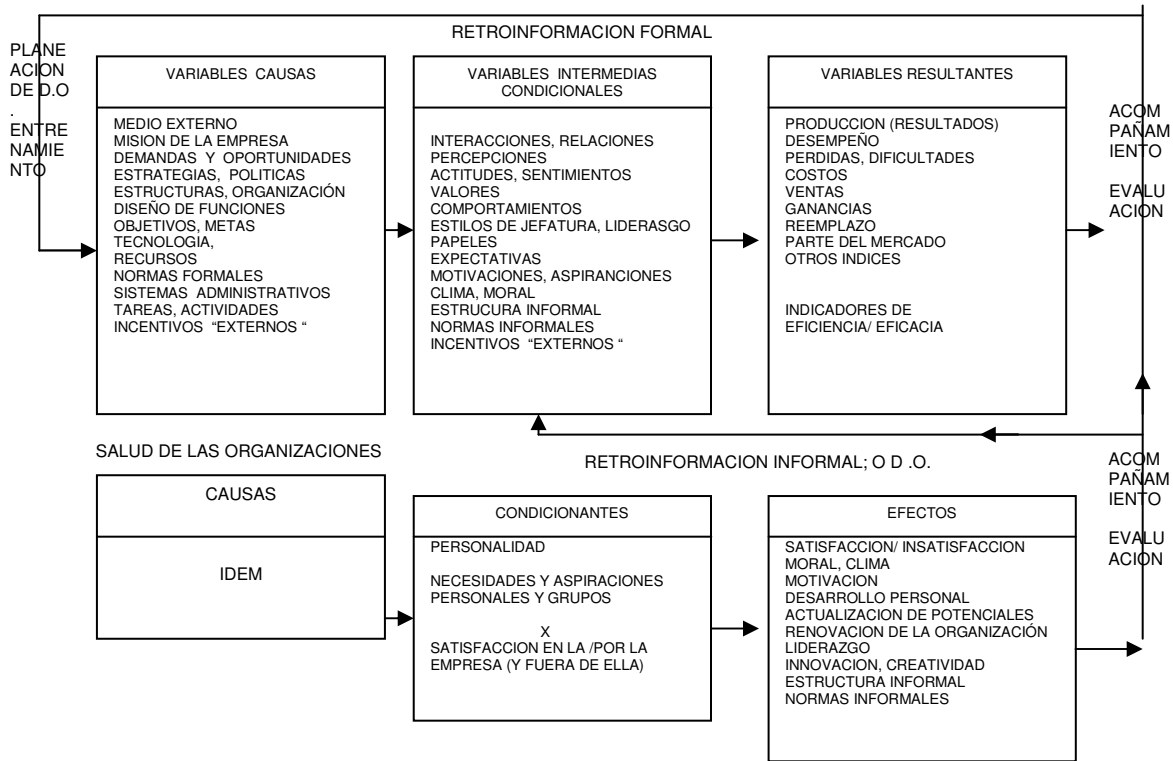 RETROINFORMACION FORMAL
PLANE
ACION
DE D.O
.
ENTRE
NAMIE
NTO
VARIABLES CAUSAS
MEDIO EXTERNO
MISION DE LA EMPRESA
DEMANDAS Y OPORTUNIDADES
ESTRATEGIAS, POLITICAS
ESTRUCTURAS, ORGANIZACIÓN
DISEÑO DE FUNCIONES
OBJETIVOS, METAS
TECNOLOGIA,
RECURSOS
NORMAS FORMALES
SISTEMAS ADMINISTRATIVOS
TAREAS, ACTIVIDADES
INCENTIVOS “EXTERNOS “
VARIABLES INTERMEDIAS
CONDICIONALES
INTERACCIONES, RELACIONES
PERCEPCIONES
ACTITUDES, SENTIMIENTOS
VALORES
COMPORTAMIENTOS
ESTILOS DE JEFATURA, LIDERASGO
PAPELES
EXPECTATIVAS
MOTIVACIONES, ASPIRANCIONES
CLIMA, MORAL
ESTRUCURA INFORMAL
NORMAS INFORMALES
INCENTIVOS “EXTERNOS “
VARIABLES RESULTANTES
PRODUCCION (RESULTADOS)
DESEMPEÑO
PERDIDAS, DIFICULTADES
COSTOS
VENTAS
GANANCIAS
REEMPLAZO
PARTE DEL MERCADO
OTROS INDICES
INDICADORES DE
EFICIENCIA/ EFICACIA
ACOM
PAÑAM
IENTO
EVALU
ACION
SALUD DE LAS ORGANIZACIONES
RETROINFORMACION INFORMAL; O D .O.
CAUSAS
IDEM
CONDICIONANTES
PERSONALIDAD
NECESIDADES Y ASPIRACIONES
PERSONALES Y GRUPOS
X
SATISFACCION EN LA /POR LA
EMPRESA (Y FUERA DE ELLA)
EFECTOS
SATISFACCION/ INSATISFACCION
MORAL, CLIMA
MOTIVACION
DESARROLLO PERSONAL
ACTUALIZACION DE POTENCIALES
RENOVACION DE LA ORGANIZACIÓN
LIDERAZGO
INNOVACION, CREATIVIDAD
ESTRUCTURA INFORMAL
NORMAS INFORMALES
ACOM
PAÑAM
IENTO
EVALU
ACION